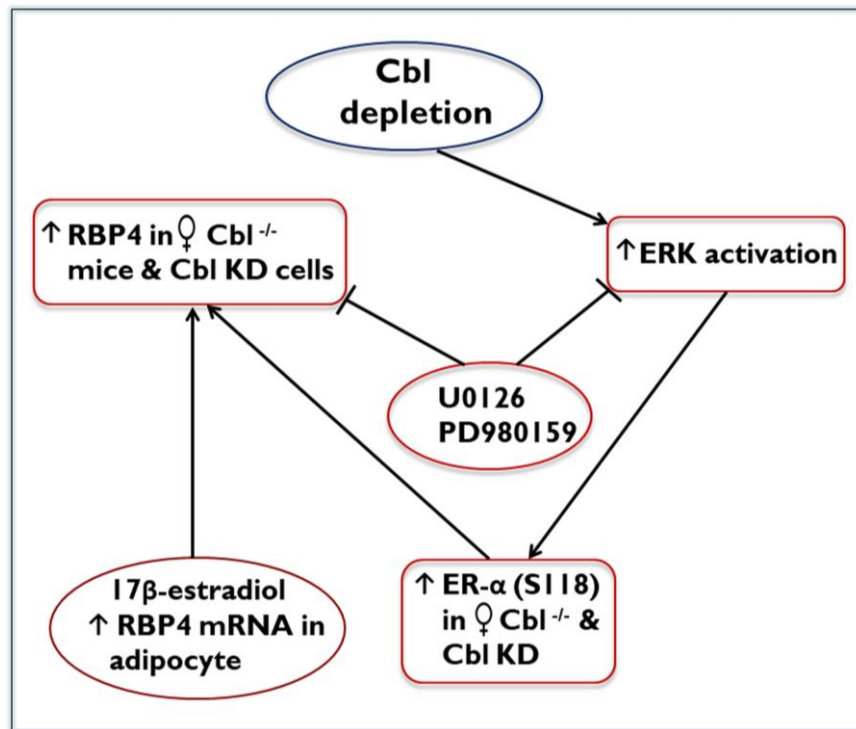 Cbl
depletion
↑ RBP4 in ♀ Cbl -/-
mice & Cbl KD cells
↑ERK activation
U0126
PD980159
17β-estradiol
↑ RBP4 mRNA in
adipocyte
↑ ER-α (S118)
in ♀ Cbl -/- &
Cbl KD